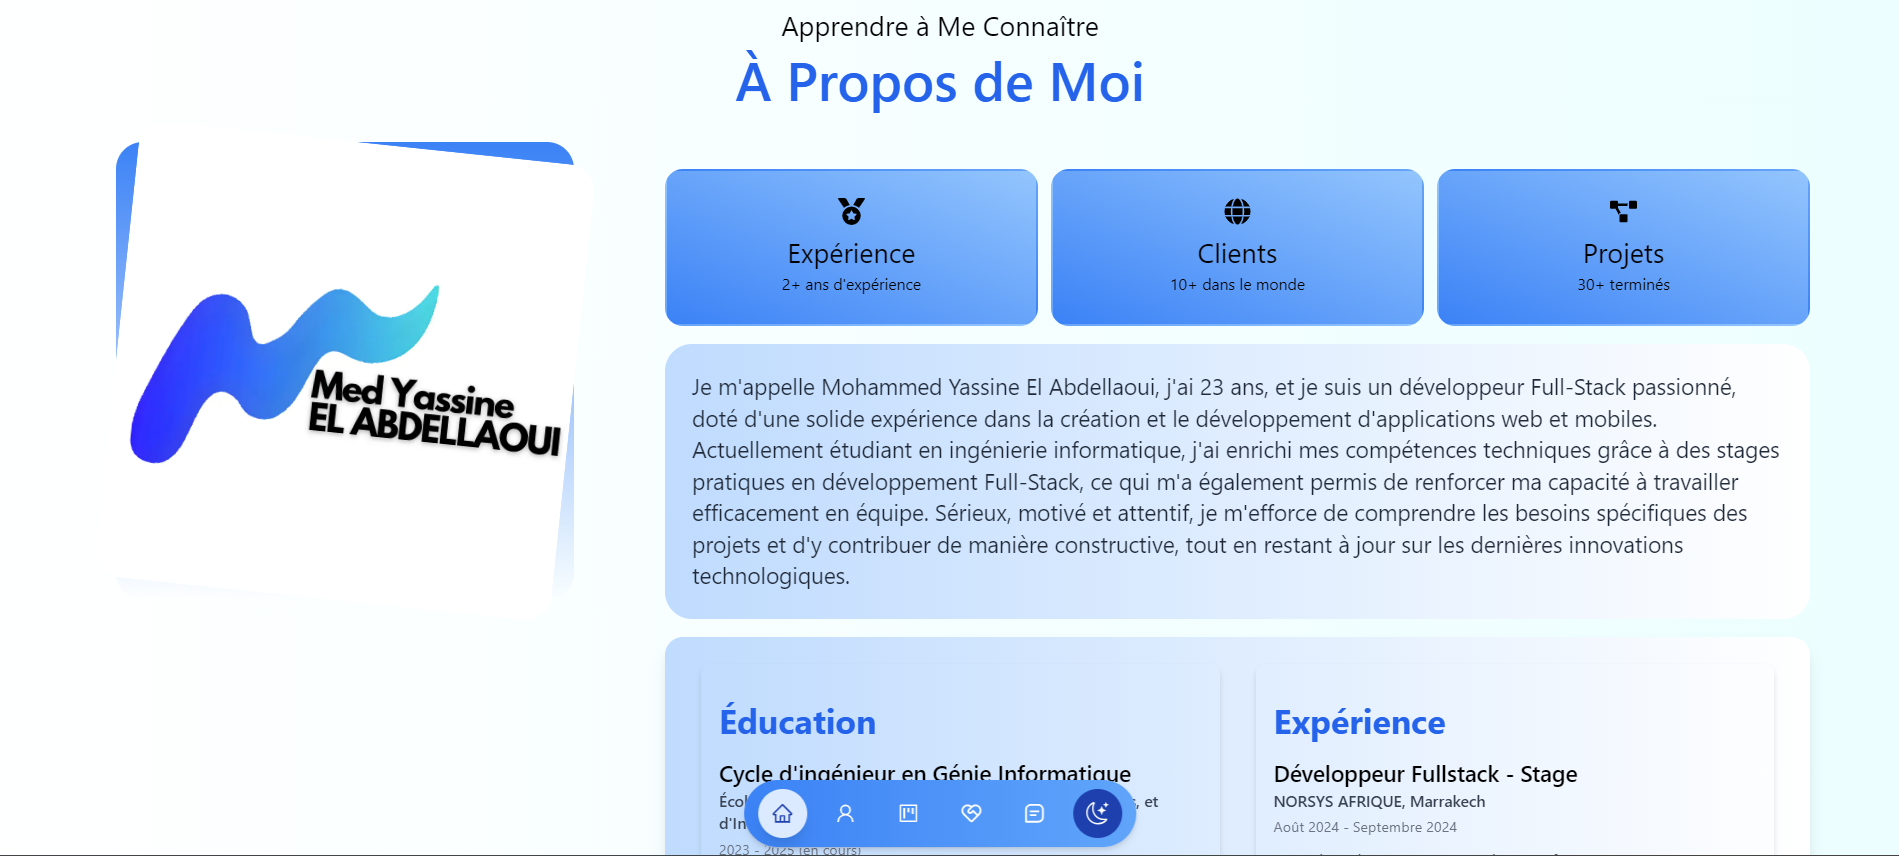 Apprendre à Me Connaître
À Propos de Moi
Med Yassine
EL ABDELLAOUI
Expérience
2+ ans d'expérience
Clients
10+ dans le monde
Projets
30+ terminés
Je m'appelle Mohammed Yassine El Abdellaoui, j'ai 23 ans, et je suis un développeur Full-Stack passionné,
doté d'une solide expérience dans la création et le développement d'applications web et mobiles.
Actuellement étudiant en ingénierie informatique, j'ai enrichi mes compétences techniques grâce à des stages
pratiques en développement Full-Stack, ce qui m'a également permis de renforcer ma capacité à travailler
efficacement en équipe. Sérieux, motivé et attentif, je m'efforce de comprendre les besoins spécifiques des
projets et d'y contribuer de manière constructive, tout en restant à jour sur les dernières innovations
technologiques.
Éducation
Cycle d'ingénieur en Génie Informatique
et
2023 - 2025 (en cours)
Expérience
Développeur Fullstack - Stage
NORSYS AFRIQUE, Marrakech
Août 2024 - Septembre 2024